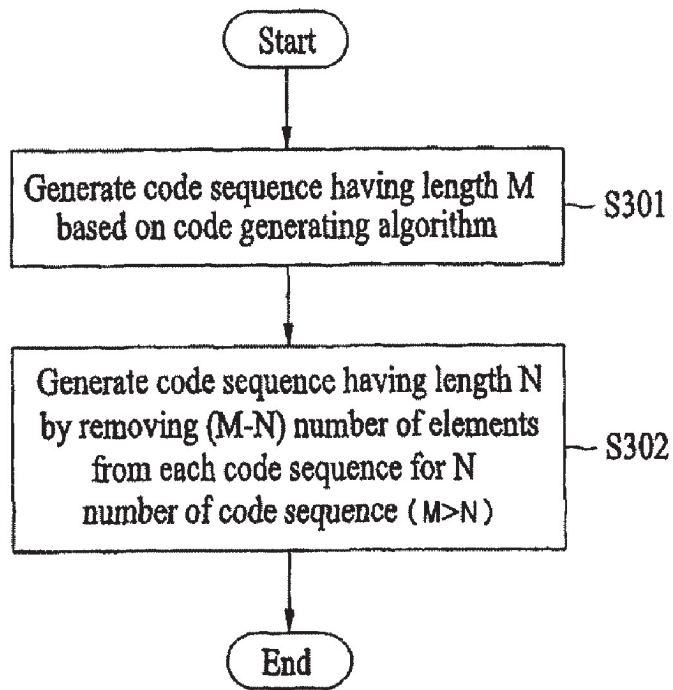 Start
Generate code sequence having length M
based on code generating algorithm
S301
Generate code sequence having length N
by removing (M-N) number of elements
from each code sequence for N
number of code sequence (M>N)
S302
End